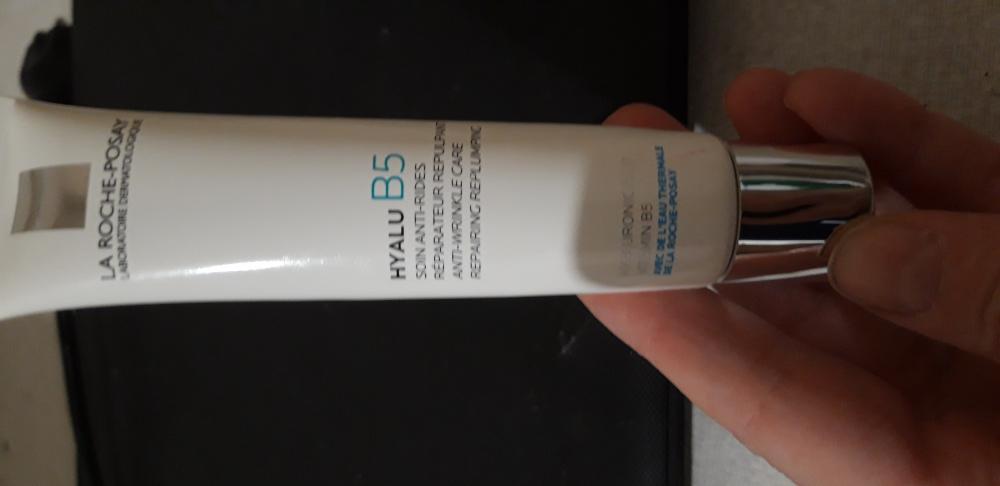 LA ROCHE-POSAY
LABORATOIRE DERMATOLOGIQUE
HYALU B5
SOIN ANTI-RIDES
RÉPARATEUR REPULPANT
ANTI-WRINKLE CARE
REPAIRING REPLUMPING
B5
AVEC DE L'EAU THERMALE
DE LA ROCHE-POSAY